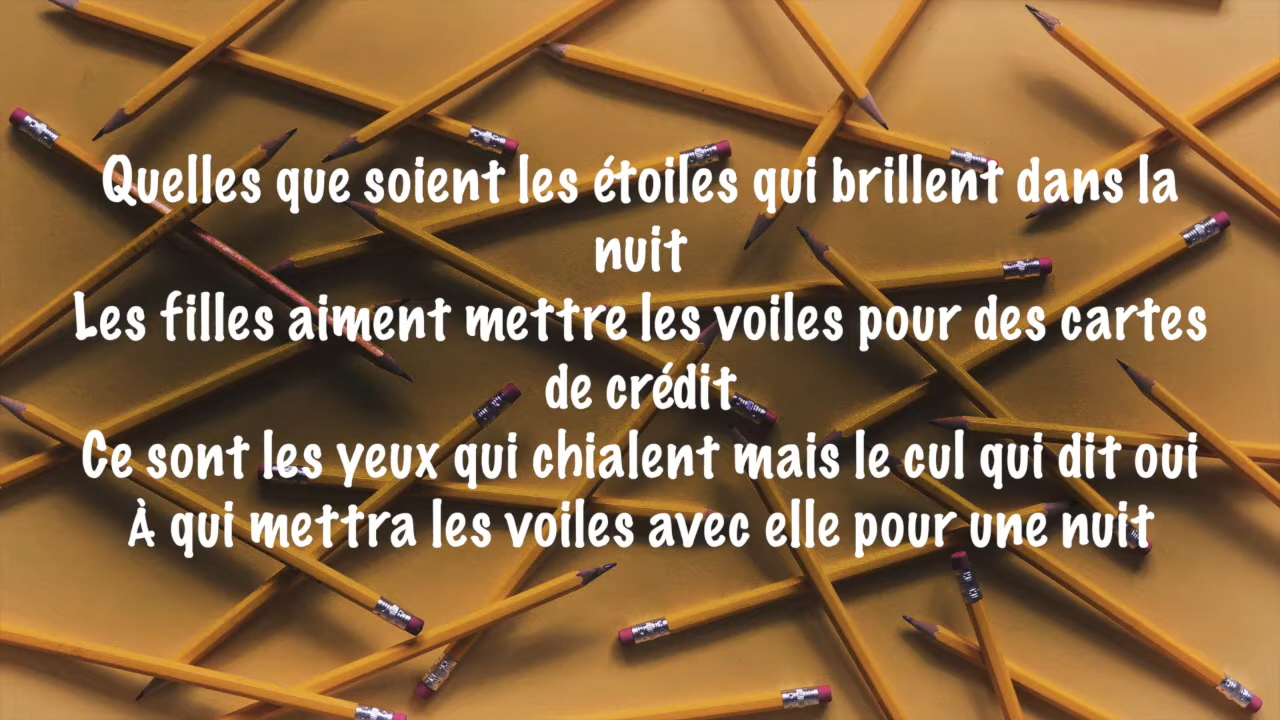 Quelles que soient les étoiles qui brillent dans la
nuit
Les filles aiment mettre les voiles pour des cartes
de crédit
Ce sont les yeux qui chialent mais le cul qui dit oui
À qui mettra les voiles avec elle pour une nuit